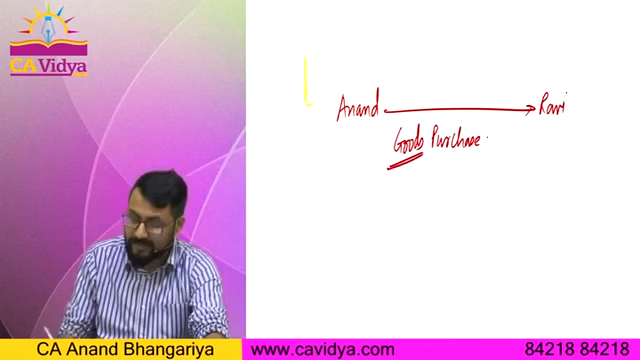 CA Vidya
Anand Ravi
Goods Purchase.
CA Anand Bhangariya www.cavidya.com 84218 84218